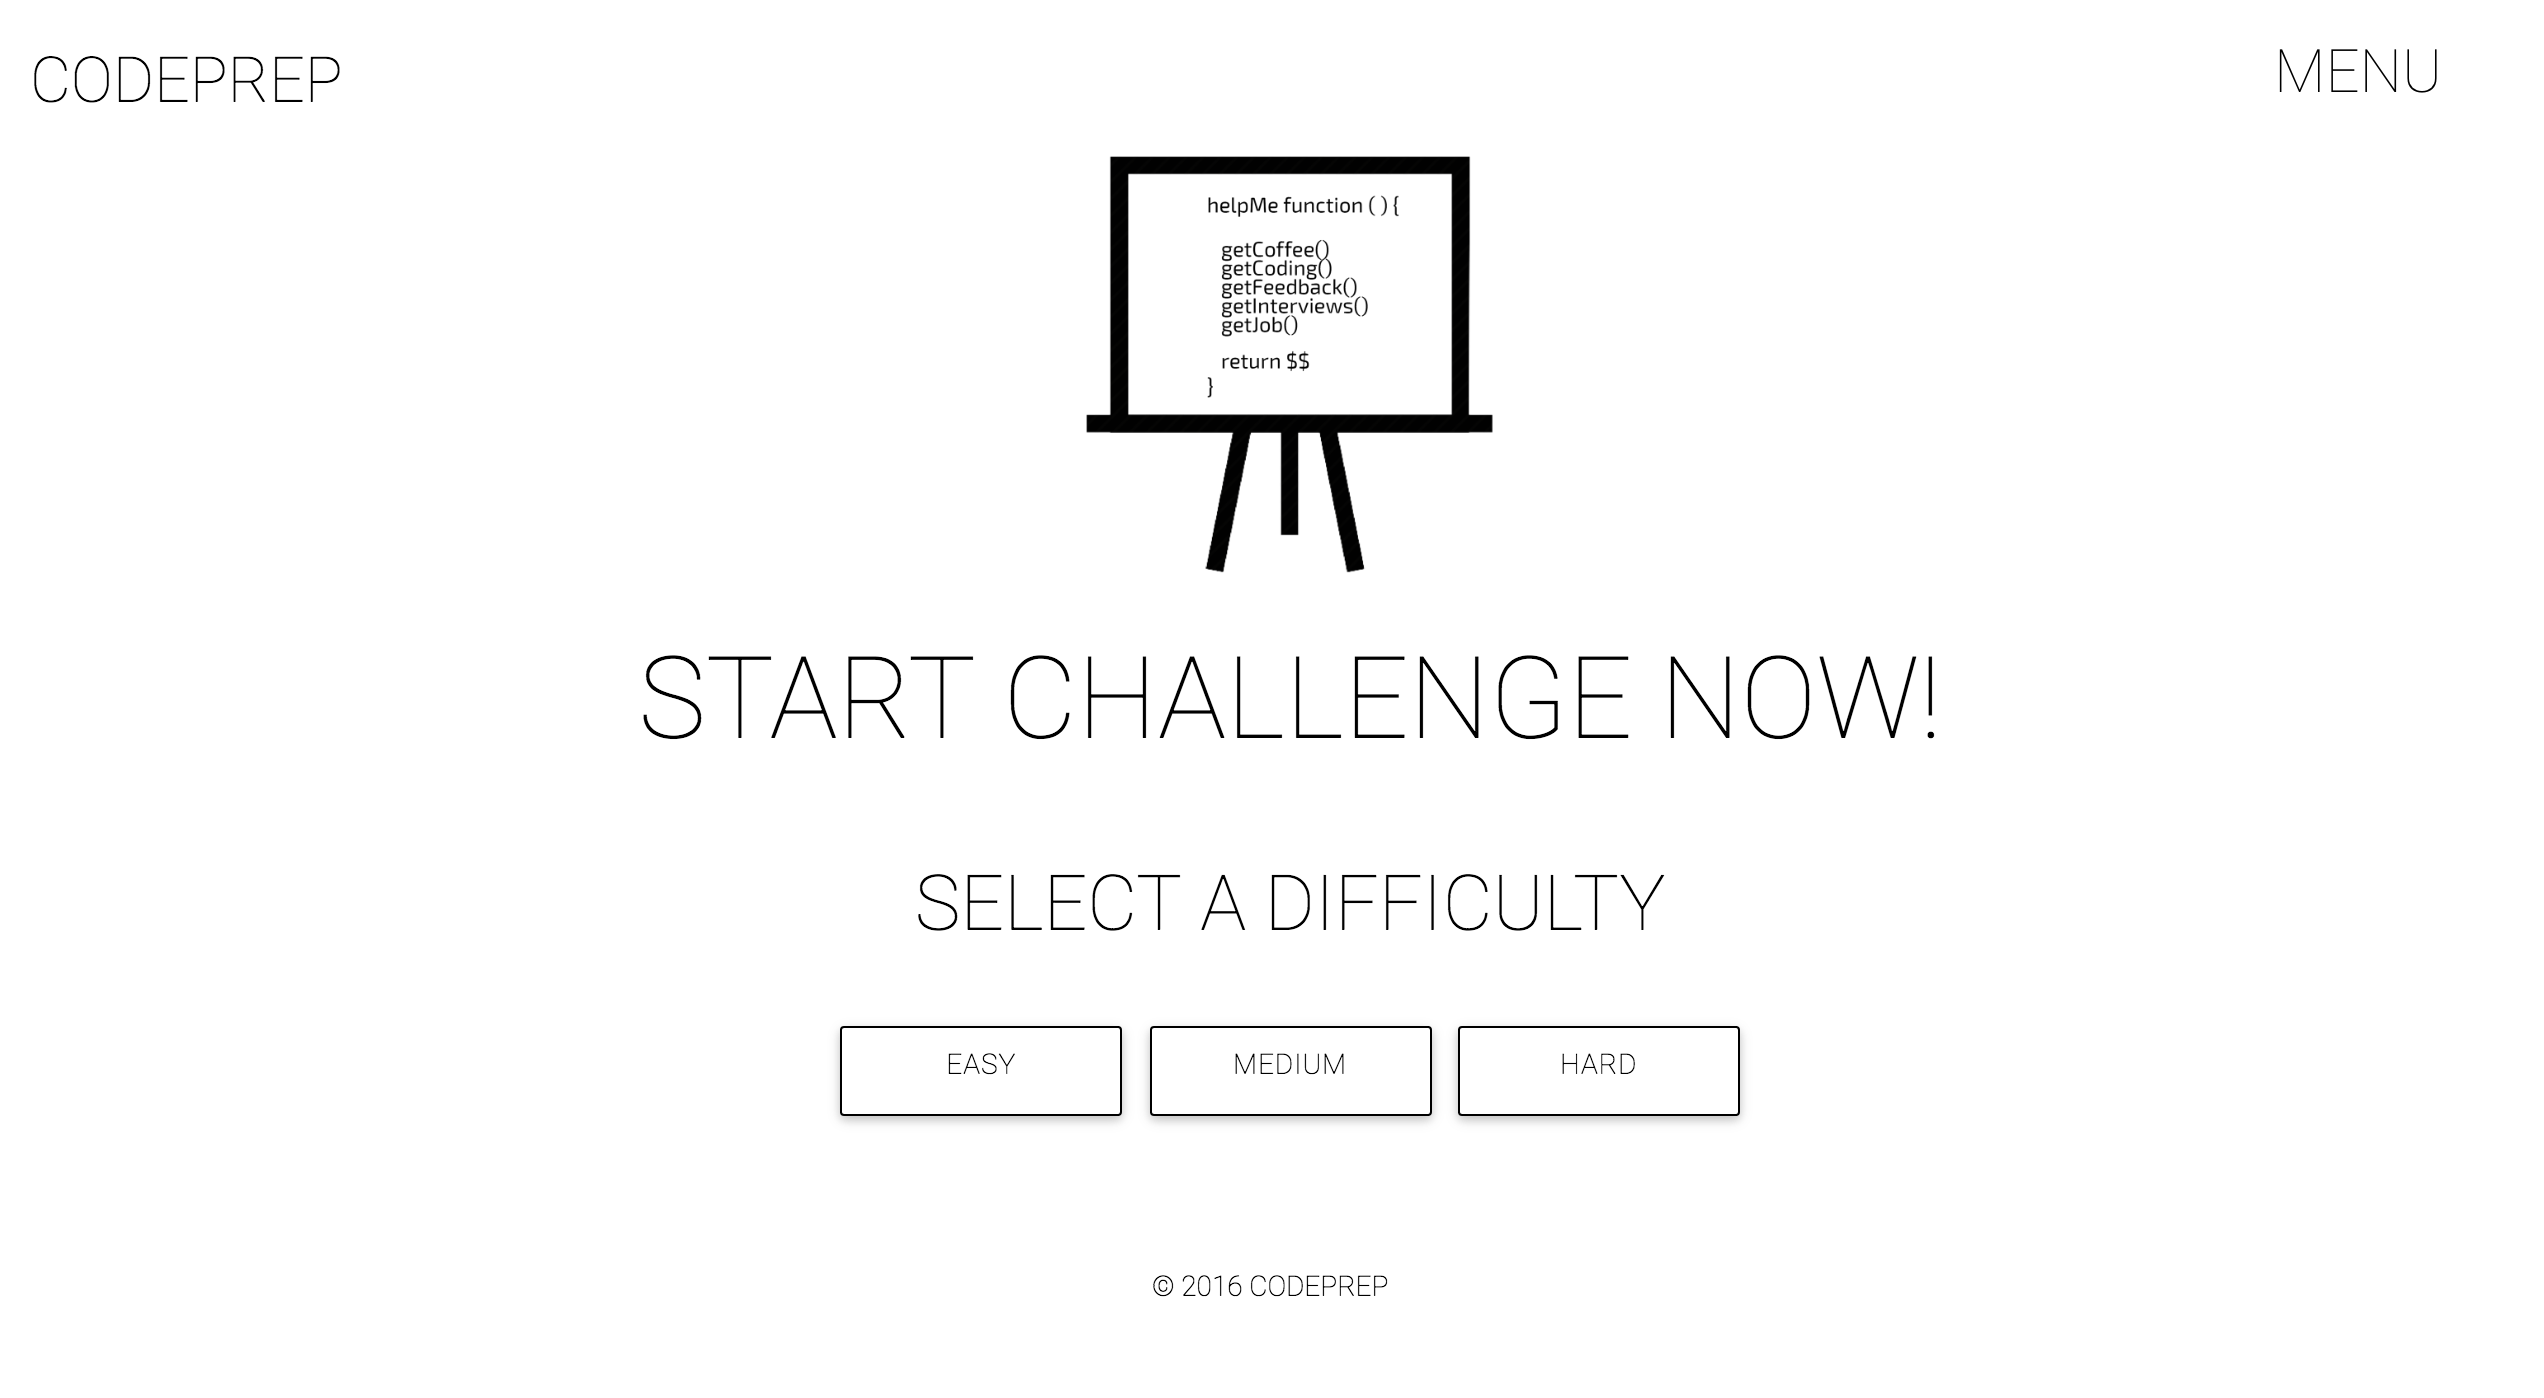 CODEPREP
MENU
helpMe function ( ) {
getCoffee()
getCoding()
getFeedback()
getInterviews()
getJob()
return $$
}
START CHALLENGE NOW!
SELECT A DIFFICULTY
EASY
MEDIUM
HARD
© 2016 CODEPREP